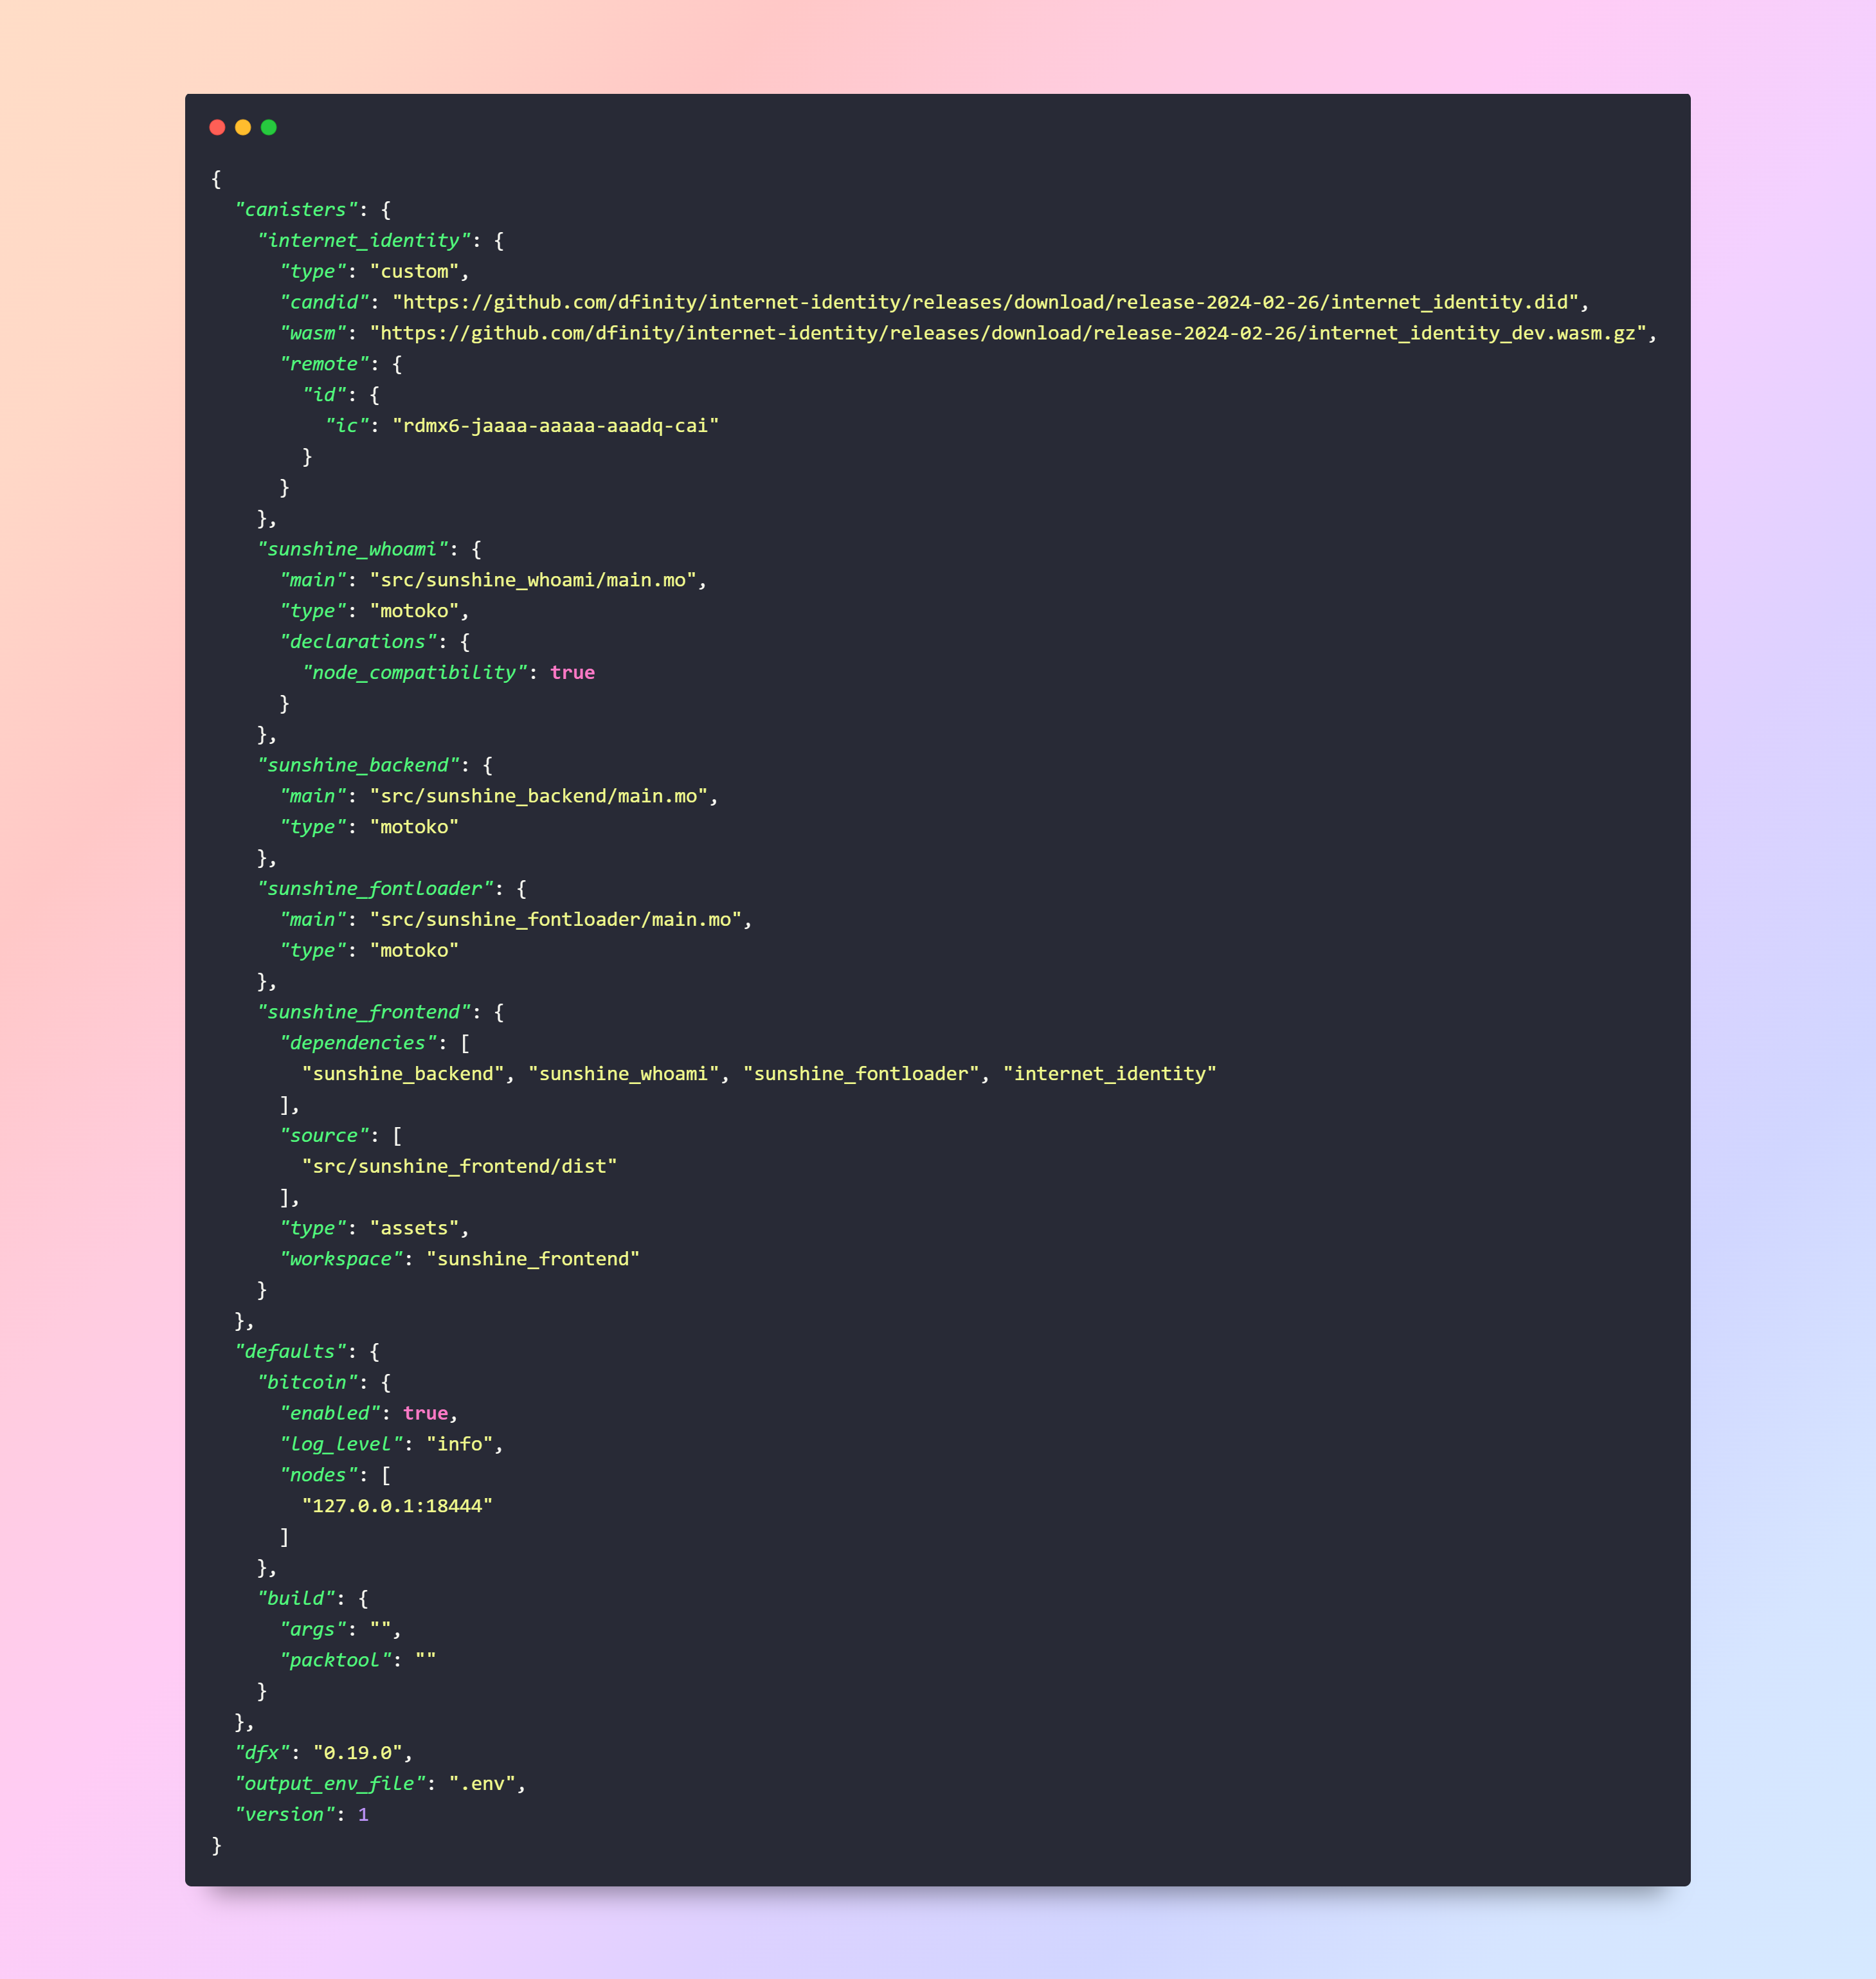 {
  "canisters": {
    "internet_identity": {
      "type": "custom",
      "candid": "https://github.com/dfinity/internet-identity/releases/download/release-2024-02-26/internet_identity.did",
      "wasm": "https://github.com/dfinity/internet-identity/releases/download/release-2024-02-26/internet_identity_dev.wasm.gz",
      "remote": {
        "id": {
          "ic": "rdmx6-jaaaa-aaaaa-aaadq-cai"
        }
      }
    },
    "sunshine_whoami": {
      "main": "src/sunshine_whoami/main.mo",
      "type": "motoko",
      "declarations": {
        "node_compatibility": true
      }
    },
    "sunshine_backend": {
      "main": "src/sunshine_backend/main.mo",
      "type": "motoko"
    },
    "sunshine_fontloader": {
      "main": "src/sunshine_fontloader/main.mo",
      "type": "motoko"
    },
    "sunshine_frontend": {
      "dependencies": [
        "sunshine_backend", "sunshine_whoami", "sunshine_fontloader", "internet_identity"
      ],
      "source": [
        "src/sunshine_frontend/dist"
      ],
      "type": "assets",
      "workspace": "sunshine_frontend"
    }
  },
  "defaults": {
    "bitcoin": {
      "enabled": true,
      "log_level": "info",
      "nodes": [
        "127.0.0.1:18444"
      ]
    },
    "build": {
      "args": "",
      "packtool": ""
    }
  },
  "dfx": "0.19.0",
  "output_env_file": ".env",
  "version": 1
}